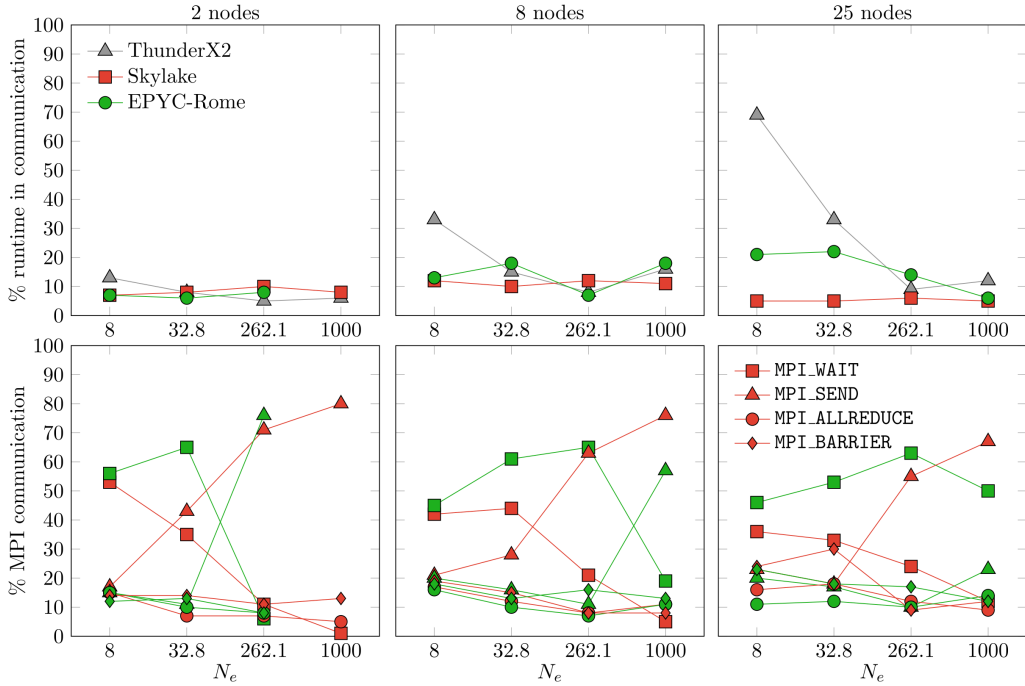 2 nodes 8 nodes 25 nodes
% runtime in communication
100 90 80 70 60 50 40 30 20 10 0
ThunderX2
Skylake
EPYC-Rome
8 32.8 262.1 1000 8 32.8 262.1 1000 8 32.8 262.1 1000
% MPI communication
100 90 80 70 60 50 40 30 20 10 0
MPI_WAIT
MPI_SEND
MPI_ALLREDUCE
MPI_BARRIER
8 32.8 262.1 1000 8 32.8 262.1 1000 8 32.8 262.1 1000
Ne Ne Ne